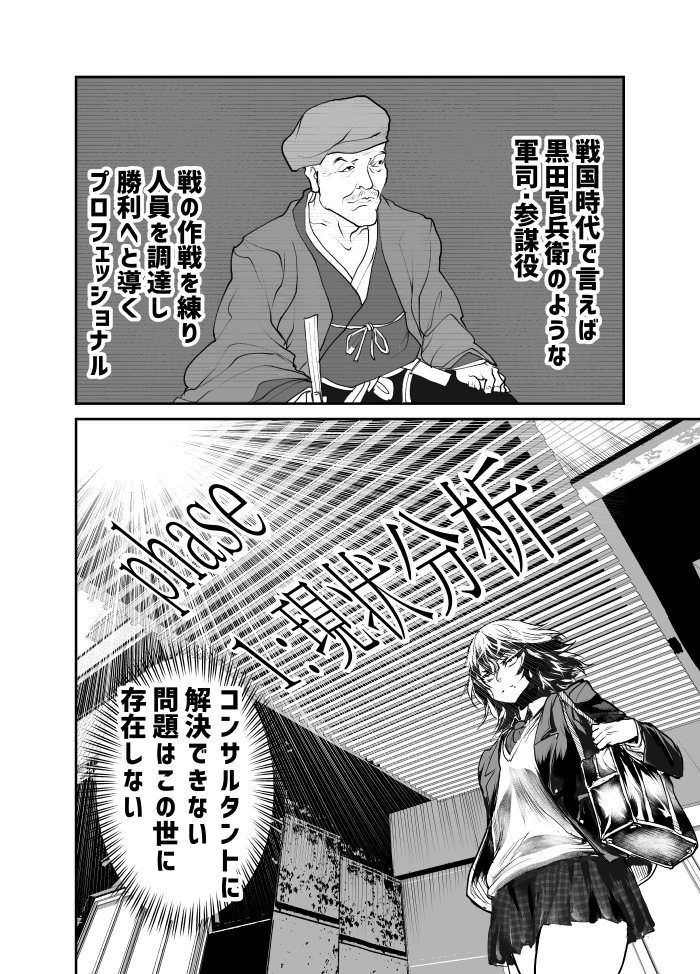 戦国時代で言えば
黒田官兵衛のような
軍司・参謀役
戦の作戦を練り
人員を調達し
勝利へと導く
プロフェッショナル
phase
1:現状分析
コンサルタントに
解決できない
問題はこの世に
存在しない